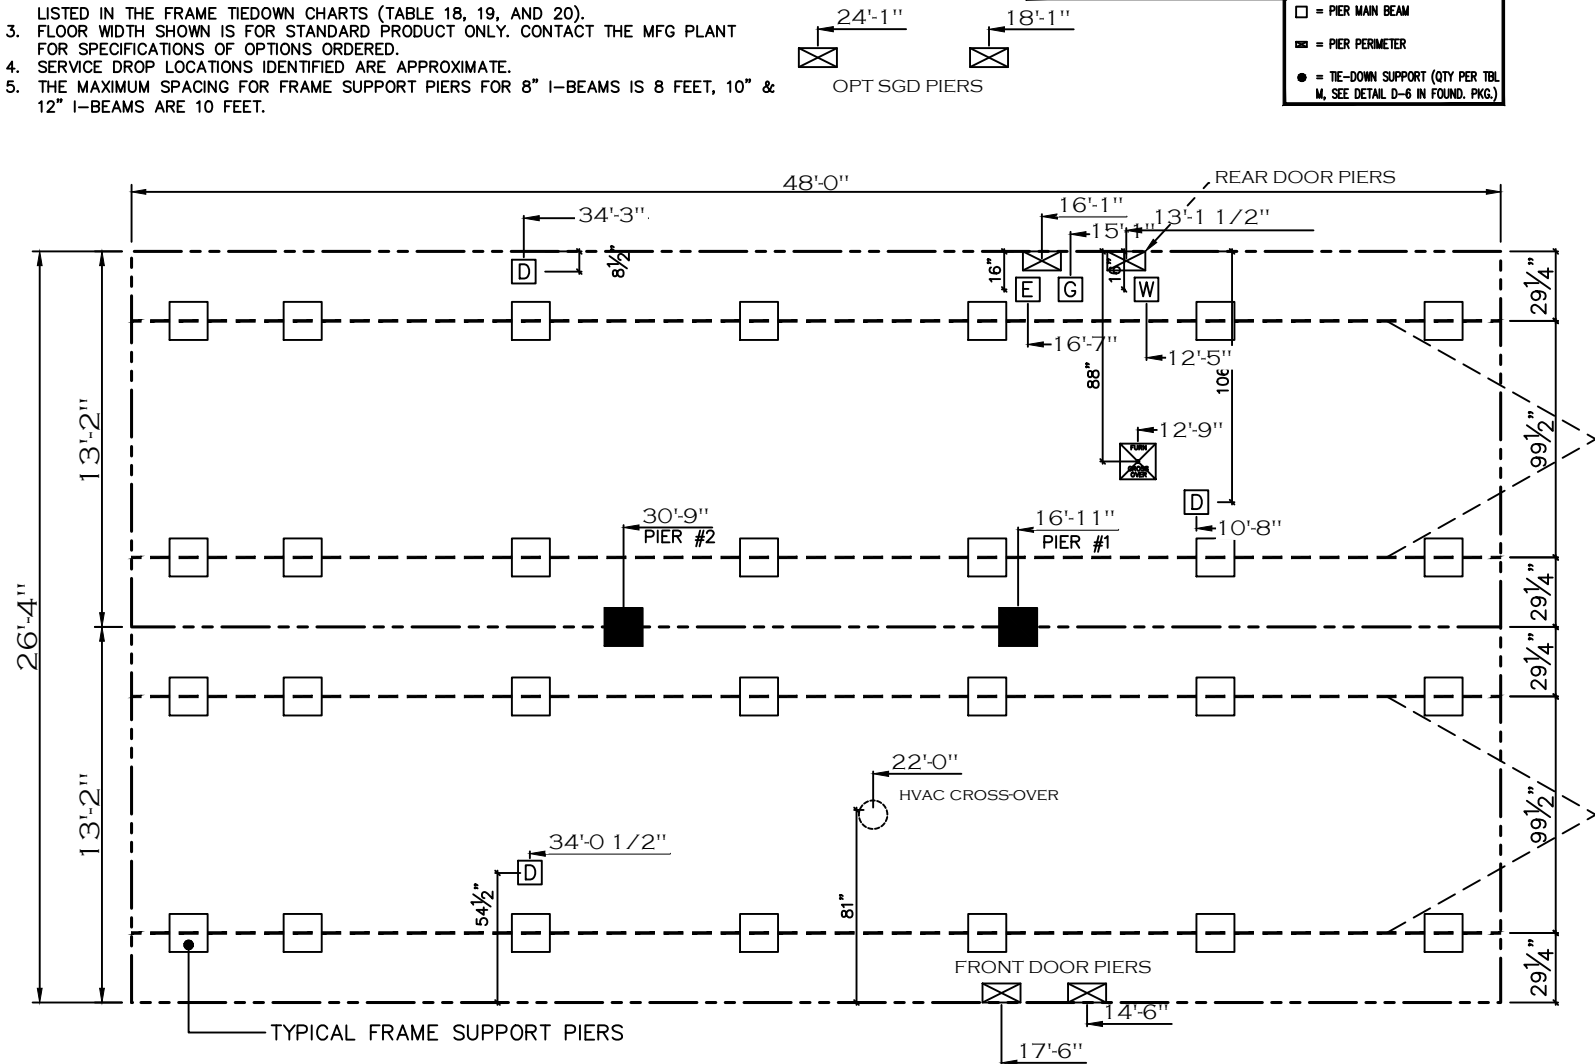 LISTED IN THE FRAME TIEDOWN CHARTS (TABLE 18, 19, AND 20).
3. FLOOR WIDTH SHOWN IS FOR STANDARD PRODUCT ONLY. CONTACT THE MFG PLANT
FOR SPECIFICATIONS OF OPTIONS ORDERED.
4. SERVICE DROP LOCATIONS IDENTIFIED ARE APPROXIMATE.
5. THE MAXIMUM SPACING FOR FRAME SUPPORT PIERS FOR 8" I-BEAMS IS 8 FEET, 10" &
12" I-BEAMS ARE 10 FEET.
24'-1"
18'-1"
OPT SGD PIERS
= PIER MAIN BEAM
= PIER PERIMETER
= TIE-DOWN SUPPORT (QTY PER TBL
M, SEE DETAIL D-6 IN FOUND. PKG.)
48'-0"
REAR DOOR PIERS
34'-3"
16'-1"
13'-1 1/2"
15'-1"
8½"
D
16"
16"
E
G
W
29¼"
16'-7"
12'-5"
88"
106
13'-2"
99½"
12'-9"
FURN
CROSS
OVER
D
10'-8"
30'-9"
PIER #2
16'-11"
PIER #1
29¼"
26'-4"
29¼"
22'-0"
HVAC CROSS-OVER
13'-2"
99½"
34'-0 1/2"
D
54½"
81"
FRONT DOOR PIERS
29¼"
14'-6"
TYPICAL FRAME SUPPORT PIERS
17'-6"